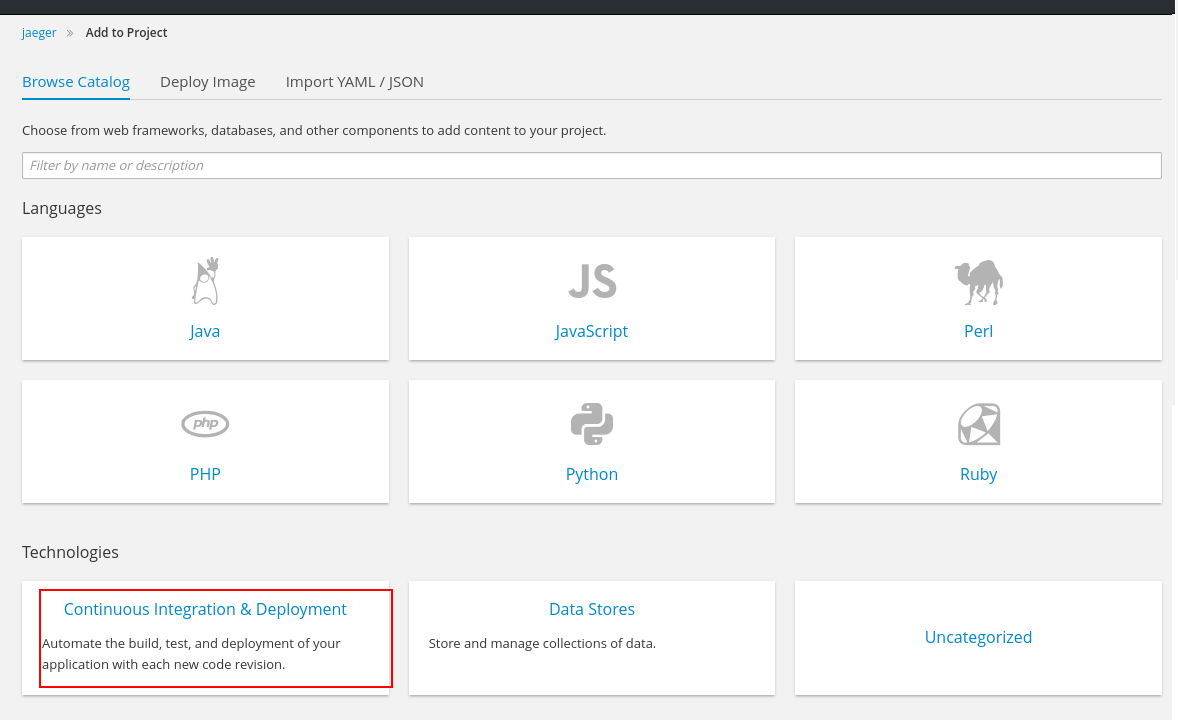 jaeger » Add to Project
Browse Catalog Deploy Image Import YAML / JSON
Choose from web frameworks, databases, and other components to add content to your project.
Filter by name or description
Languages
JS
Java JavaScript Perl
php
PHP Python Ruby
Technologies
Continuous Integration & Deployment
Automate the build, test, and deployment of your
application with each new code revision.
Data Stores
Store and manage collections of data.
Uncategorized